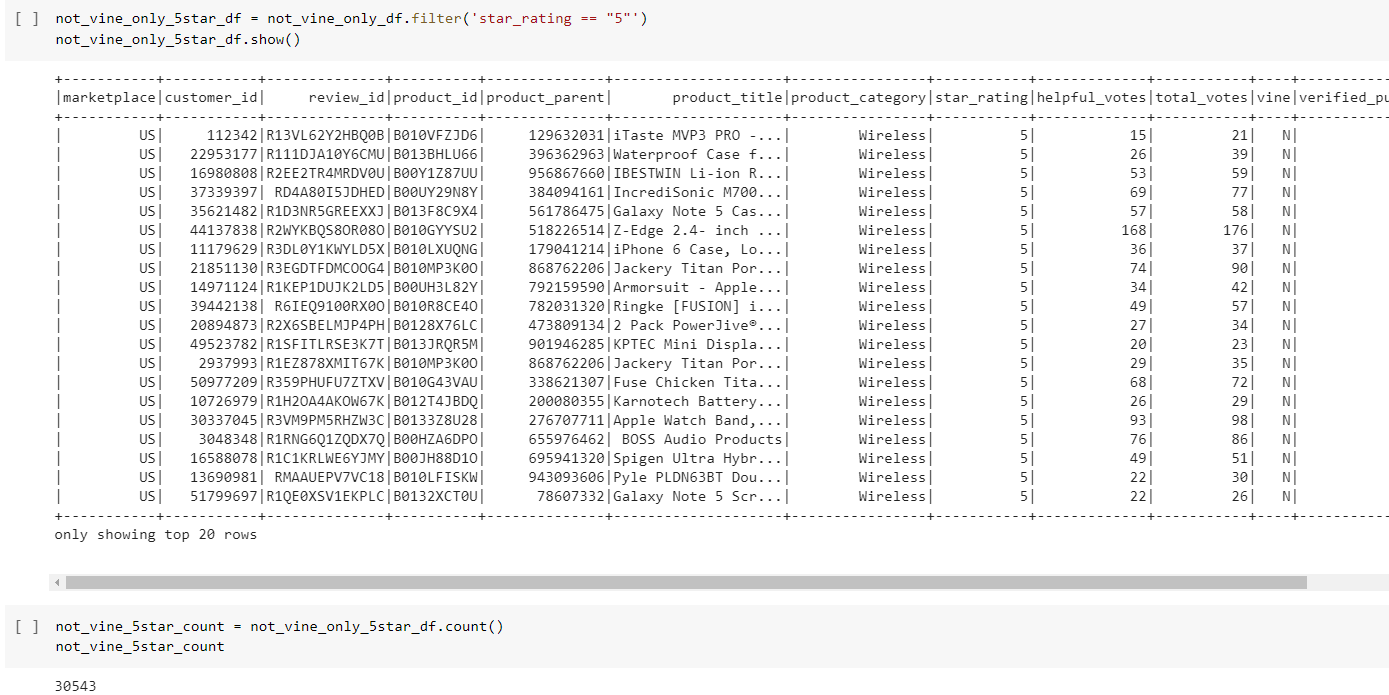 [ ] not_vine_only_5star_df = not_vine_only_df.filter('star_rating == "5"')
not_vine_only_5star_df.show()
+-----------+-----------+--------------+----------+--------------+--------------------+----------------+-----------+-------------+-----------+----+-----------
|marketplace|customer_id|     review_id|product_id|product_parent|       product_title|product_category|star_rating|helpful_votes|total_votes|vine|verified_pu
+-----------+-----------+--------------+----------+--------------+--------------------+----------------+-----------+-------------+-----------+----+-----------
|         US|     112342|R13VL62Y2HBQ0B|B010VFZJD6|     129632031|iTaste MVP3 PRO -...|        Wireless|          5|           15|         21|   N|
|         US|   22953177|R111DJA10Y6CMU|B013BHLU66|     396362963|Waterproof Case f...|        Wireless|          5|           26|         39|   N|
|         US|   16980808|R2EE2TR4MRDV0U|B00Y1Z87UU|     956867660|IBESTWIN Li-ion R...|        Wireless|          5|           53|         59|   N|
|         US|   37339397| RD4A80I5JDHED|B00UY29N8Y|     384094161|IncrediSonic M700...|        Wireless|          5|           69|         77|   N|
|         US|   35621482|R1D3NR5GREEXXJ|B013F8C9X4|     561786475|Galaxy Note 5 Cas...|        Wireless|          5|           57|         58|   N|
|         US|   44137838|R2WYKBQS8OR08O|B010GYYSU2|     518226514|Z-Edge 2.4- inch ...|        Wireless|          5|          168|        176|   N|
|         US|   11179629|R3DL0Y1KWYLD5X|B010LXUQNG|     179041214|iPhone 6 Case, Lo...|        Wireless|          5|           36|         37|   N|
|         US|   21851130|R3EGDTFDMCOOG4|B010MP3K0O|     868762206|Jackery Titan Por...|        Wireless|          5|           74|         90|   N|
|         US|   14971124|R1KEP1DUJK2LD5|B00UH3L82Y|     792159590|Armorsuit - Apple...|        Wireless|          5|           34|         42|   N|
|         US|   39442138| R6IEQ9100RX0O|B010R8CE4O|     782031320|Ringke [FUSION] i...|        Wireless|          5|           49|         57|   N|
|         US|   20894873|R2X6SBELMJP4PH|B0128X76LC|     473809134|2 Pack PowerJive®...|        Wireless|          5|           27|         34|   N|
|         US|   49523782|R1SFITLRSE3K7T|B013JRQR5M|     901946285|KPTEC Mini Displa...|        Wireless|          5|           20|         23|   N|
|         US|    2937993|R1EZ878XMIT67K|B010MP3K0O|     868762206|Jackery Titan Por...|        Wireless|          5|           29|         35|   N|
|         US|   50977209|R359PHUFU7ZTXV|B010G43VAU|     338621307|Fuse Chicken Tita...|        Wireless|          5|           68|         72|   N|
|         US|   10726979|R1H2OA4AKOW67K|B012T4JBDQ|     200080355|Karnotech Battery...|        Wireless|          5|           26|         29|   N|
|         US|   30337045|R3VM9PM5RHZW3C|B0133Z8U28|     276707711|Apple Watch Band,...|        Wireless|          5|           93|         98|   N|
|         US|    3048348|R1RNG6Q1ZQDX7Q|B00HZA6DPO|     655976462| BOSS Audio Products|        Wireless|          5|           76|         86|   N|
|         US|   16588078|R1C1KRLWE6YJMY|B00JH88D1O|     695941320|Spigen Ultra Hybr...|        Wireless|          5|           49|         51|   N|
|         US|   13690981| RMAAUEPV7VC18|B010LFISKW|     943093606|Pyle PLDN63BT Dou...|        Wireless|          5|           22|         30|   N|
|         US|   51799697|R1QE0XSV1EKPLC|B0132XCT0U|      78607332|Galaxy Note 5 Scr...|        Wireless|          5|           22|         26|   N|
+-----------+-----------+--------------+----------+--------------+--------------------+----------------+-----------+-------------+-----------+----+-----------
only showing top 20 rows
[ ] not_vine_5star_count = not_vine_only_5star_df.count()
not_vine_5star_count
30543